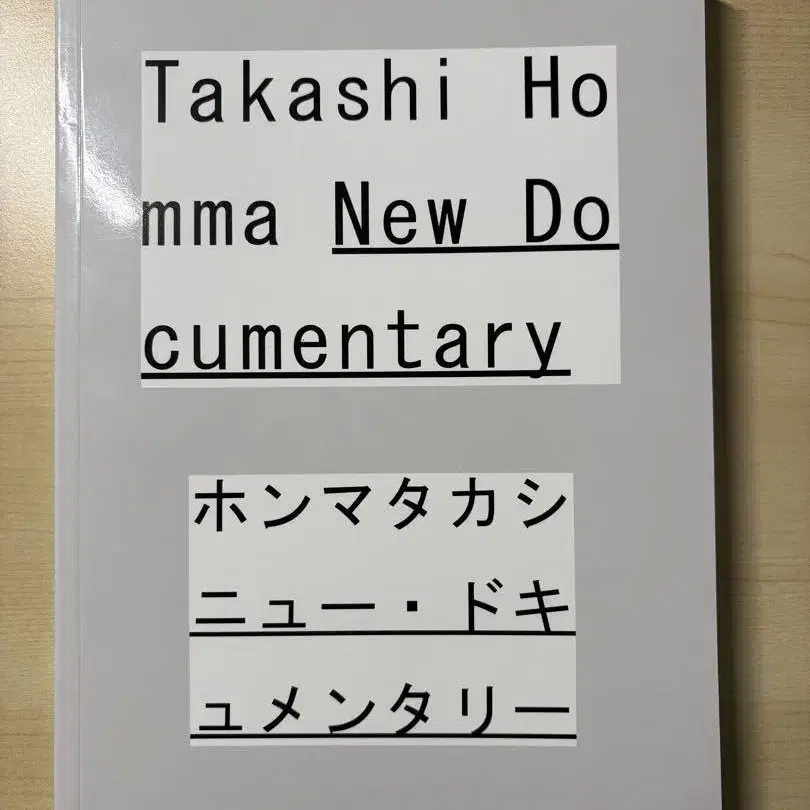 Takashi Ho
mma New Do
cumentary
ホンマタカシ
ニュー・ドキ
ュメンタリー